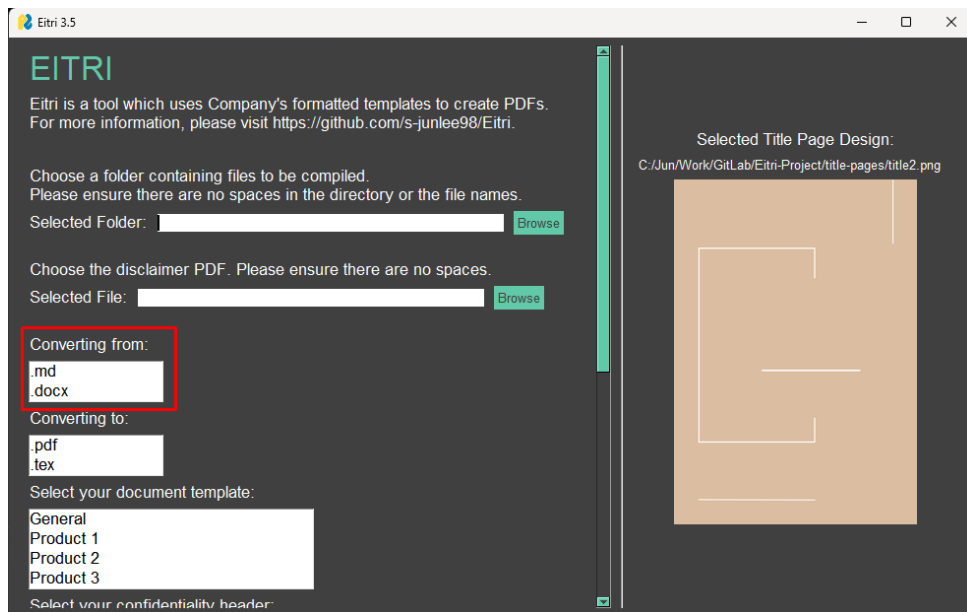 Eitri 3.5
EITRI
Eitri is a tool which uses Company's formatted templates to create PDFs.
For more information, please visit https://github.com/s-junlee98/Eitri.
Choose a folder containing files to be compiled.
Please ensure there are no spaces in the directory or the file names.
Selected Folder: Browse
Choose the disclaimer PDF. Please ensure there are no spaces.
Selected File: Browse
Converting from:
.md
.docx
Converting to:
.pdf
.tex
Select your document template:
General
Product 1
Product 2
Product 3
Select your confidentiality header:
Selected Title Page Design:
C:/Jun/Work/GitLab/Eitri-Project/title-pages/title2.png